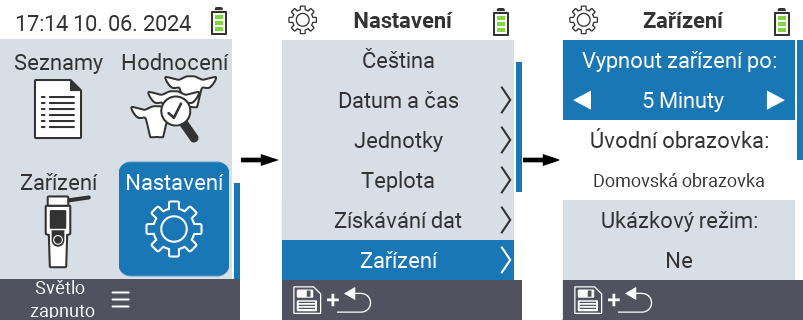 17:14 10. 06. 2024
Seznamy
Hodnocení
Zařízení
Nastavení
Světlo
zapnuto
Nastavení
Čeština
Datum a čas
Jednotky
Teplota
Získávání dat
Zařízení
+
Zařízení
Vypnout zařízení po:
5 Minuty
Úvodní obrazovka:
Domovská obrazovka
Ukázkový režim:
Ne
+